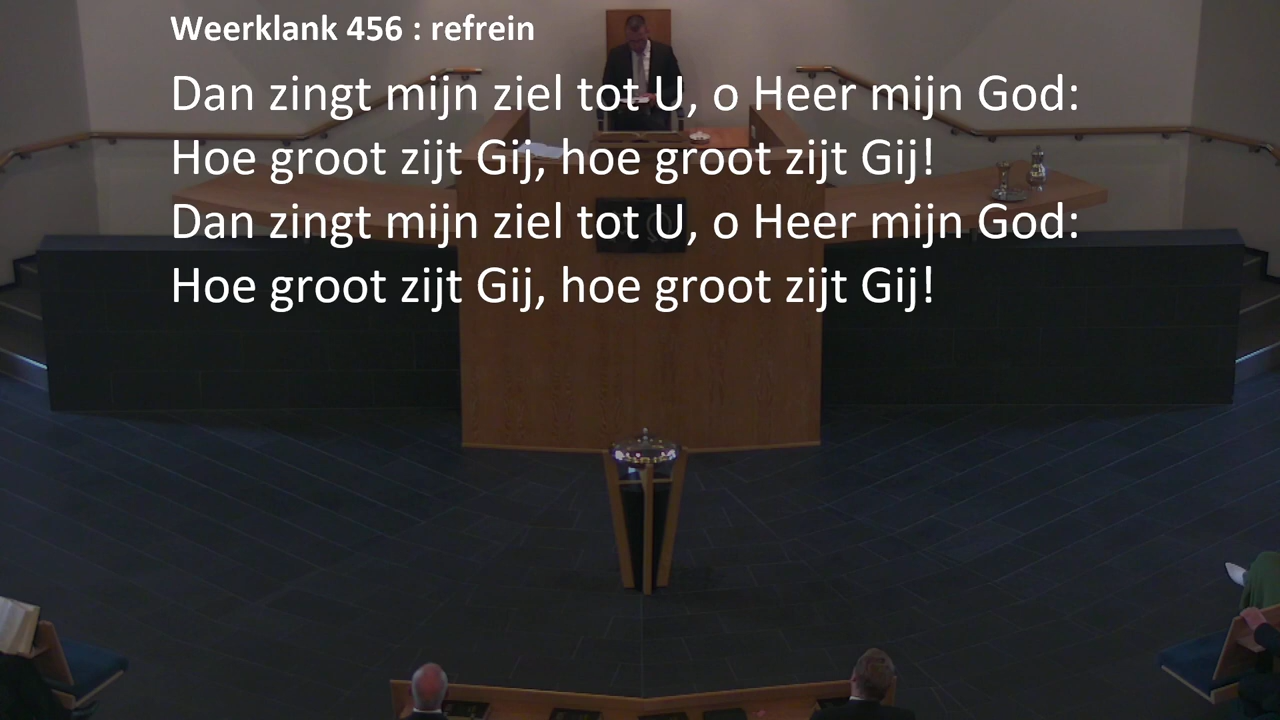 Weerklank 456 : refrein
Dan zingt mijn ziel tot U, o Heer mijn God:
Hoe groot zijt Gij, hoe groot zijt Gij!
Dan zingt mijn ziel tot U, o Heer mijn God:
Hoe groot zijt Gij, hoe groot zijt Gij!